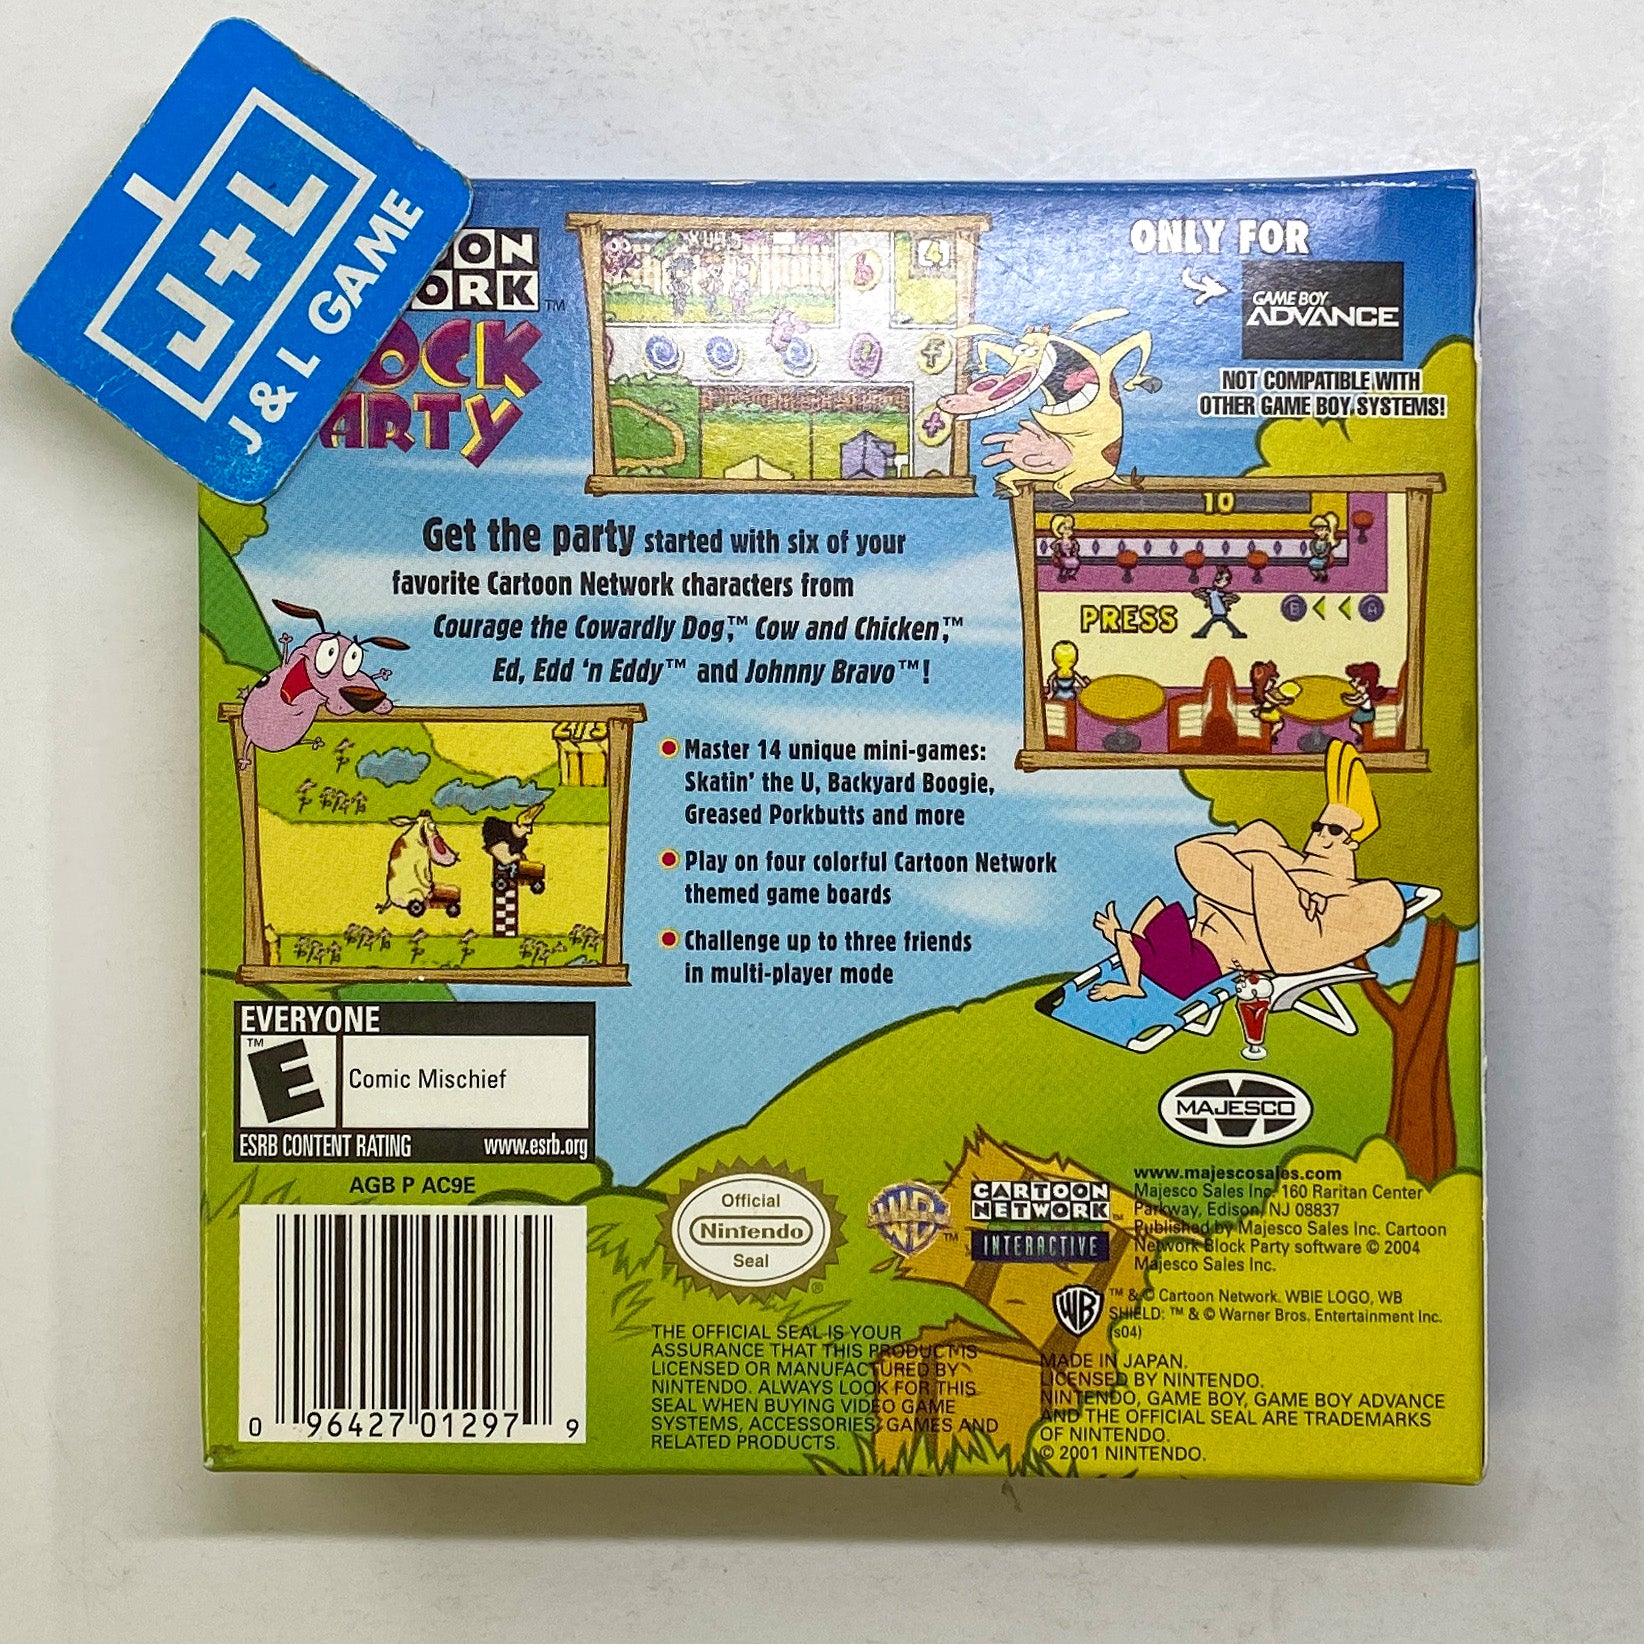 J+L
J&L GAME
ON
ORK™
OCK
ARTY
ONLY FOR
GAME BOY
ADVANCE
NOT COMPATIBLE WITH
OTHER GAME BOY SYSTEMS!
4
10
PRESS
B
A
Get the party started with six of your
favorite Cartoon Network characters from
Courage the Cowardly Dog,™ Cow and Chicken,™
Ed, Edd 'n Eddy™ and Johnny Bravo™!
Master 14 unique mini-games:
Skatin' the U, Backyard Boogie,
Greased Porkbutts and more
Play on four colorful Cartoon Network
themed game boards
Challenge up to three friends
in multi-player mode
EVERYONE
™
E
Comic Mischief
ESRB CONTENT RATING www.esrb.org
AGB P AC9E
0 96427 01297 9
Official
Nintendo
Seal
®
THE OFFICIAL SEAL IS YOUR
ASSURANCE THAT THIS PRODUCT IS
LICENSED OR MANUFACTURED BY
NINTENDO. ALWAYS LOOK FOR THIS
SEAL WHEN BUYING VIDEO GAME
SYSTEMS, ACCESSORIES, GAMES AND
RELATED PRODUCTS.
WB™
CARTOON
NETWORK™
INTERACTIVE
MAJESCO
www.majescosales.com
Majesco Sales Inc. 160 Raritan Center
Parkway, Edison, NJ 08837
Published by Majesco Sales Inc. Cartoon
Network Block Party software © 2004
Majesco Sales Inc.
WB
™ & © Cartoon Network. WBIE LOGO, WB
SHIELD: ™ & © Warner Bros. Entertainment Inc.
(s04)
MADE IN JAPAN.
LICENSED BY NINTENDO.
NINTENDO, GAME BOY, GAME BOY ADVANCE
AND THE OFFICIAL SEAL ARE TRADEMARKS
OF NINTENDO.
© 2001 NINTENDO.